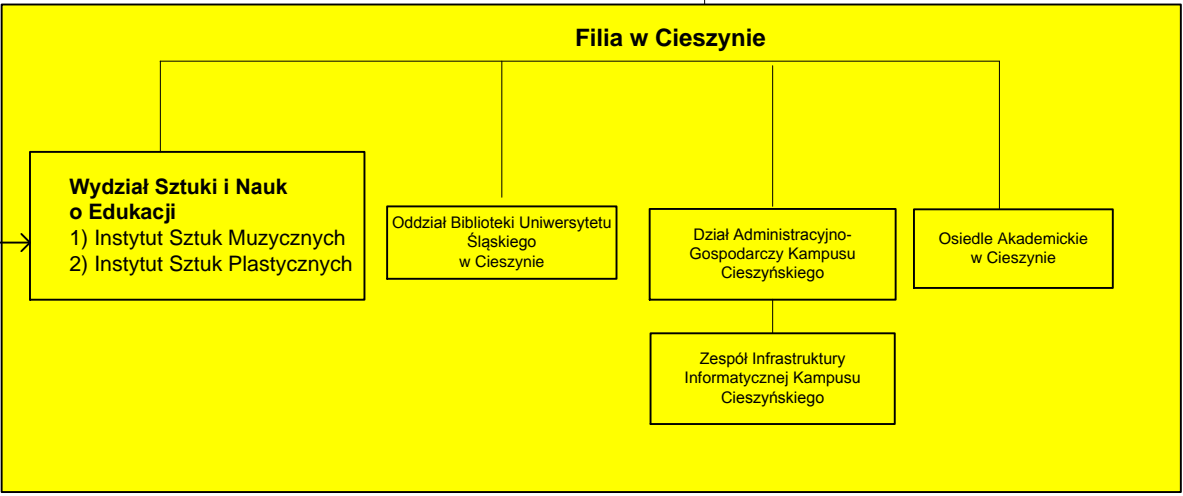 Filia w Cieszynie
Wydział Sztuki i Nauk
o Edukacji
1) Instytut Sztuk Muzycznych
2) Instytut Sztuk Plastycznych
Oddział Biblioteki Uniwersytetu
Śląskiego
w Cieszynie
Dział Administracyjno-
Gospodarczy Kampusu
Cieszyńskiego
Osiedle Akademickie
w Cieszynie
Zespół Infrastruktury
Informatycznej Kampusu
Cieszyńskiego